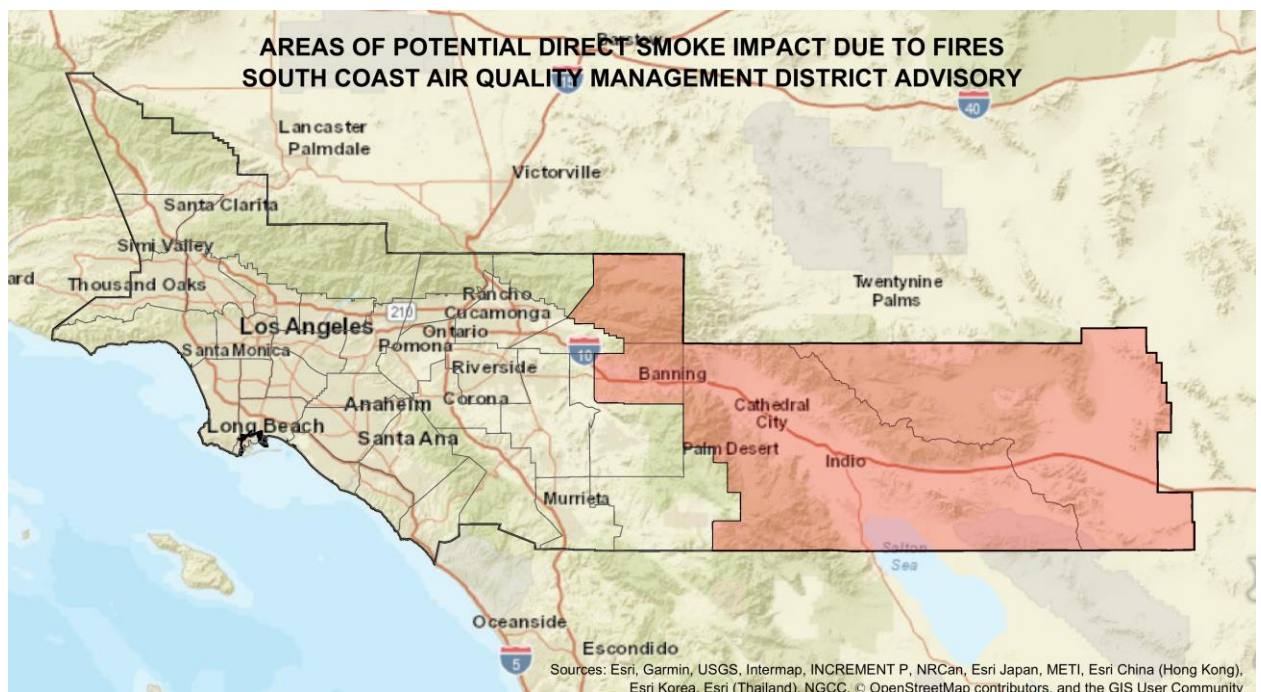 AREAS OF POTENTIAL DIRECT SMOKE IMPACT DUE TO FIRES
Barstow
SOUTH COAST AIR QUALITY MANAGEMENT DISTRICT ADVISORY
15
40
Lancaster
Palmdale
Victorville
Santa Clarita
Simi Valley
ard
Thousand Oaks
Twentynine
Palms
Rancho
Cucamonga
210
Los Angeles
Ontario
Pomona
Santa Monica
10
Riverside
Banning
Corona
Anaheim
Cathedral
City
Long Beach
Santa Ana
Palm Desert
Indio
Murrieta
Salton
Sea
Oceanside
Escondido
5
Sources: Esri, Garmin, USGS, Intermap, INCREMENT P, NRCan, Esri Japan, METI, Esri China (Hong Kong),
Esri Korea, Esri (Thailand), NGCC, © OpenStreetMap contributors, and the GIS User Community